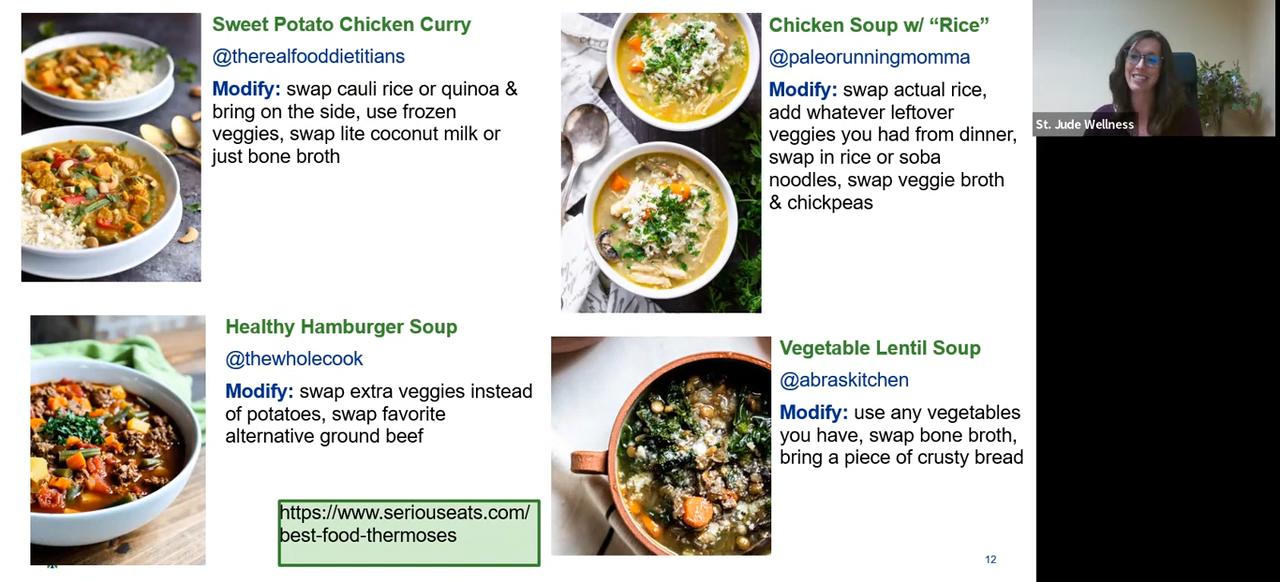 Sweet Potato Chicken Curry
@therealfooddietitians
Modify: swap cauli rice or quinoa &
bring on the side, use frozen
veggies, swap lite coconut milk or
just bone broth
Chicken Soup w/ “Rice”
@paleorunningmomma
Modify: swap actual rice,
add whatever leftover
veggies you had from dinner,
swap in rice or soba
noodles, swap veggie broth
& chickpeas
St. Jude Wellness
Healthy Hamburger Soup
@thewholecook
Modify: swap extra veggies instead
of potatoes, swap favorite
alternative ground beef
https://www.seriouseats.com/
best-food-thermoses
Vegetable Lentil Soup
@abraskitchen
Modify: use any vegetables
you have, swap bone broth,
bring a piece of crusty bread
12